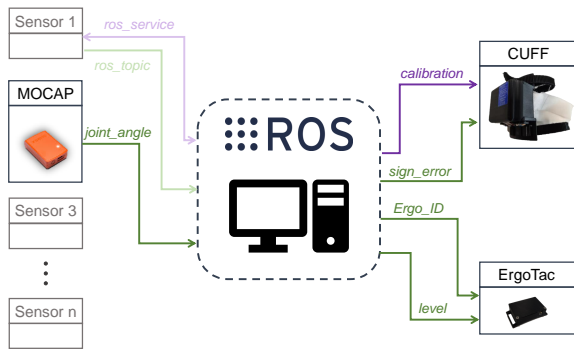 Sensor 1
ros_service
ros_topic
MOCAP
joint_angle
Sensor 3
Sensor n
ROS
calibration
CUFF
sign_error
Ergo_ID
ErgoTac
level